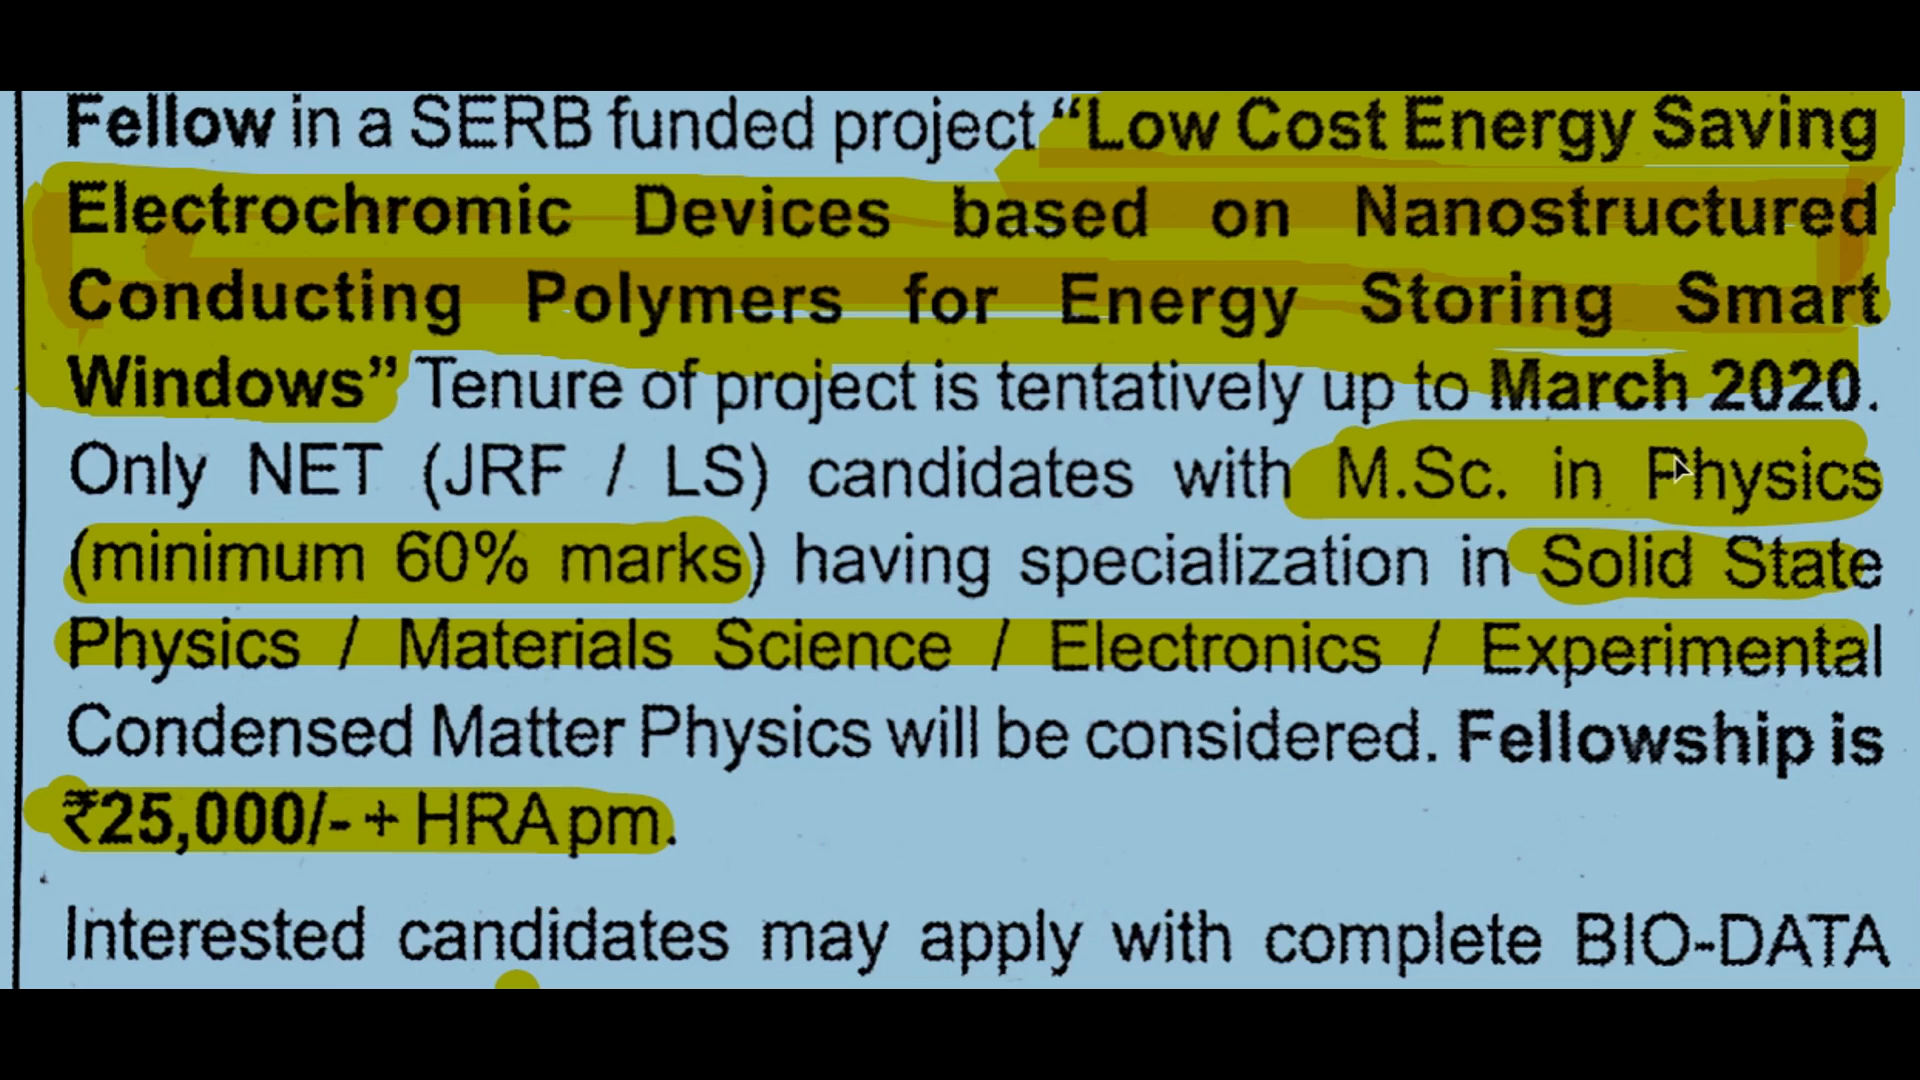 Fellow in a SERB funded project “Low Cost Energy Saving
Electrochromic Devices based on Nanostructured
Conducting Polymers for Energy Storing Smart
Windows” Tenure of project is tentatively up to March 2020.
Only NET (JRF / LS) candidates with M.Sc. in Physics
(minimum 60% marks) having specialization in Solid State
Physics / Materials Science / Electronics / Experimental
Condensed Matter Physics will be considered. Fellowship is
₹25,000/- + HRA pm.
Interested candidates may apply with complete BIO-DATA